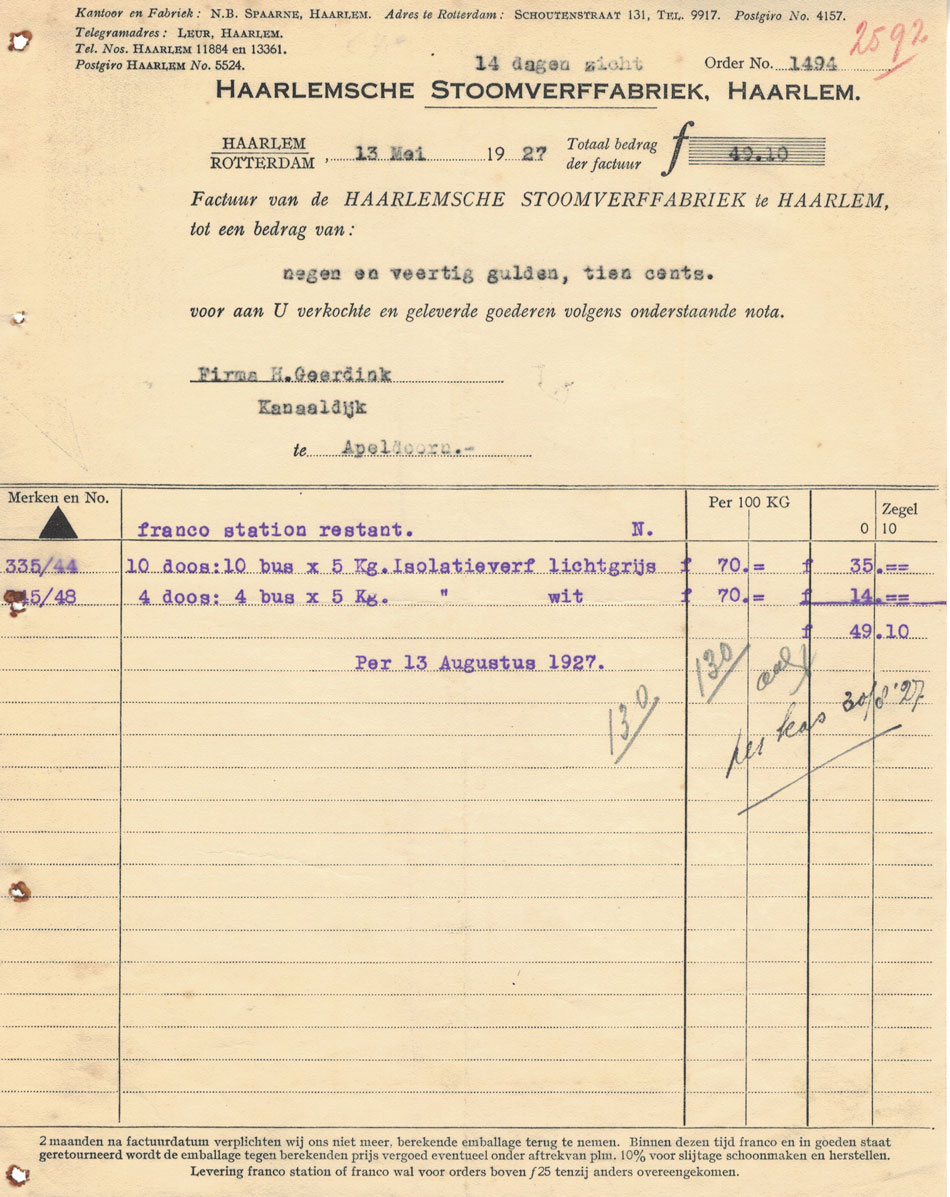 Kantoor en Fabriek: N.B. SPAARNE, HAARLEM. Adres te Rotterdam: SCHOUTENSTRAAT 131, TEL. 9917. Postgiro No. 4157.
Telegramadres: LEUR, HAARLEM.
Tel. Nos. HAARLEM 11884 en 13361.
Postgiro HAARLEM No. 5524.
2592
14 dagen zicht Order No. 1494
HAARLEMSCHE STOOMVERFFABRIEK, HAARLEM.
HAARLEM
ROTTERDAM, 13 Mei 1927 Totaal bedrag der factuur f 49.10
Factuur van de HAARLEMSCHE STOOMVERFFABRIEK te HAARLEM,
tot een bedrag van:
negen en veertig gulden, tien cents.
voor aan U verkochte en geleverde goederen volgens onderstaande nota.
Firma H.Geerdink
Kanaaldijk
te Apeldoorn.-
Merken en No. Per 100 KG Zegel
franco station restant. N. 0 10
335/44 10 doos:10 bus x 5 Kg.Isolatieverf lichtgrijs f 70.= f 35.==
45/48 4 doos: 4 bus x 5 Kg. " wit f 70.= f 14.==
f 49.10
Per 13 Augustus 1927.
130
130
per kas 30/8 '27
2 maanden na factuurdatum verplichten wij ons niet meer, berekende emballage terug te nemen. Binnen dezen tijd franco en in goeden staat
geretourneerd wordt de emballage tegen berekenden prijs vergoed eventueel onder aftrek van plm. 10% voor slijtage schoonmaken en herstellen.
Levering franco station of franco wal voor orders boven f 25 tenzij anders overeengekomen.